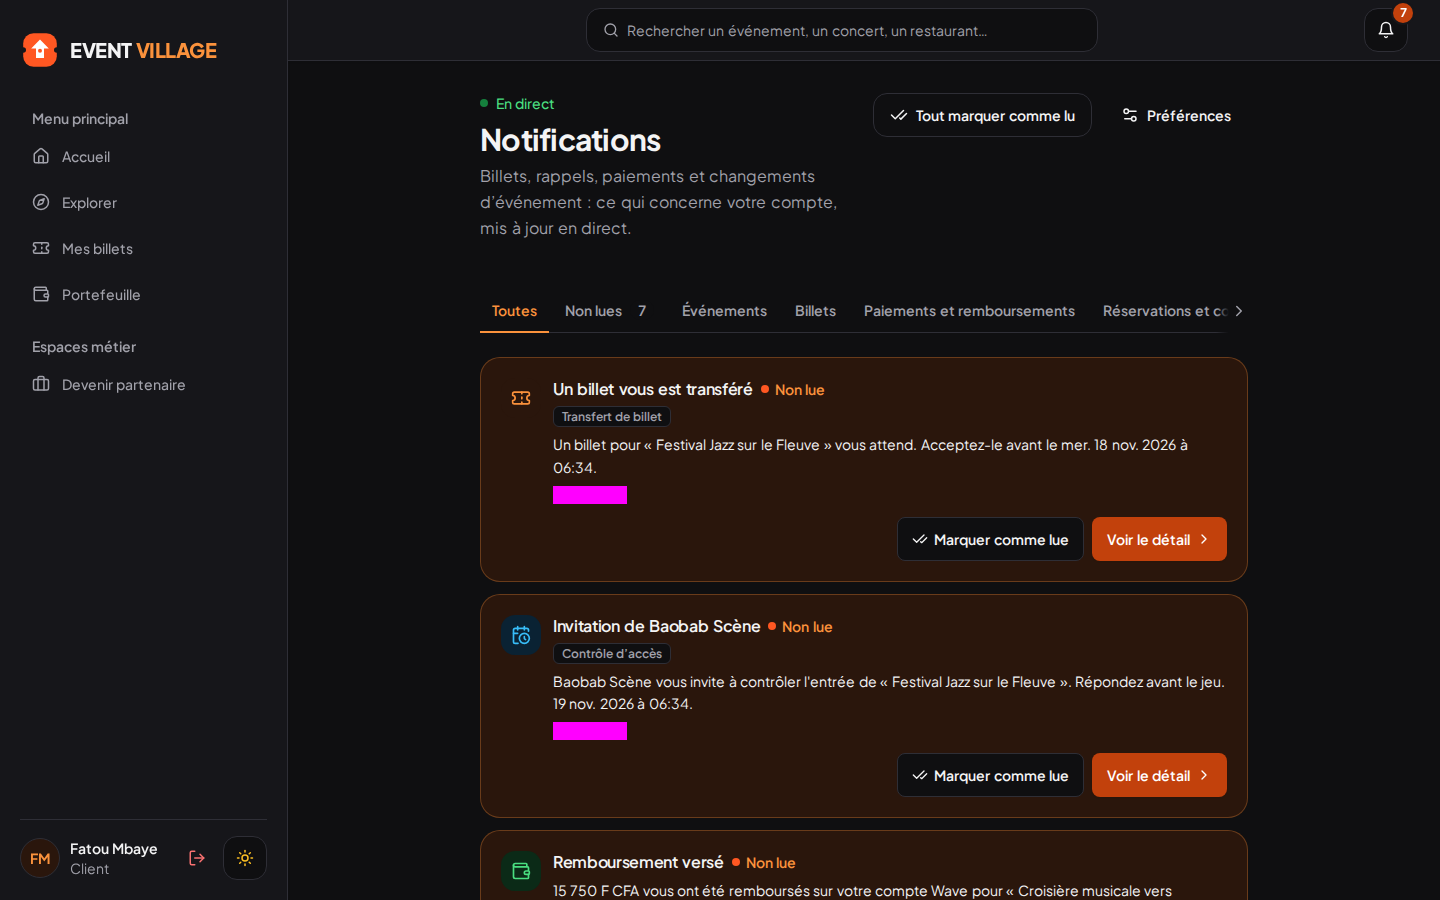 EVENT VILLAGE
Menu principal
Accueil
Explorer
Mes billets
Portefeuille
Espaces métier
Devenir partenaire
FM
Fatou Mbaye
Client
Rechercher un événement, un concert, un restaurant…
7
En direct
Notifications
Billets, rappels, paiements et changements
d’événement : ce qui concerne votre compte,
mis à jour en direct.
Tout marquer comme lu
Préférences
Toutes
Non lues 7
Événements
Billets
Paiements et remboursements
Réservations et co
Un billet vous est transféré
Non lue
Transfert de billet
Un billet pour « Festival Jazz sur le Fleuve » vous attend. Acceptez-le avant le mer. 18 nov. 2026 à
06:34.
Marquer comme lue
Voir le détail
Invitation de Baobab Scène
Non lue
Contrôle d’accès
Baobab Scène vous invite à contrôler l'entrée de « Festival Jazz sur le Fleuve ». Répondez avant le jeu.
19 nov. 2026 à 06:34.
Marquer comme lue
Voir le détail
Remboursement versé
Non lue
15 750 F CFA vous ont été remboursés sur votre compte Wave pour « Croisière musicale vers